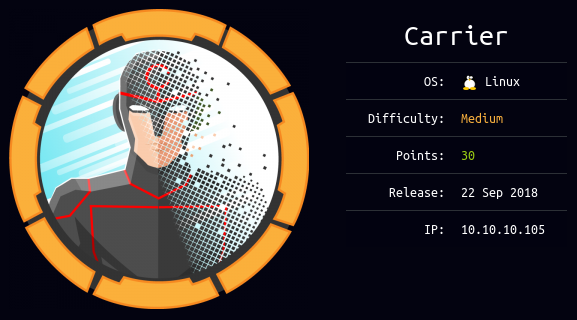 Carrier
OS: Linux
Difficulty: Medium
Points: 30
Release: 22 Sep 2018
IP: 10.10.10.105